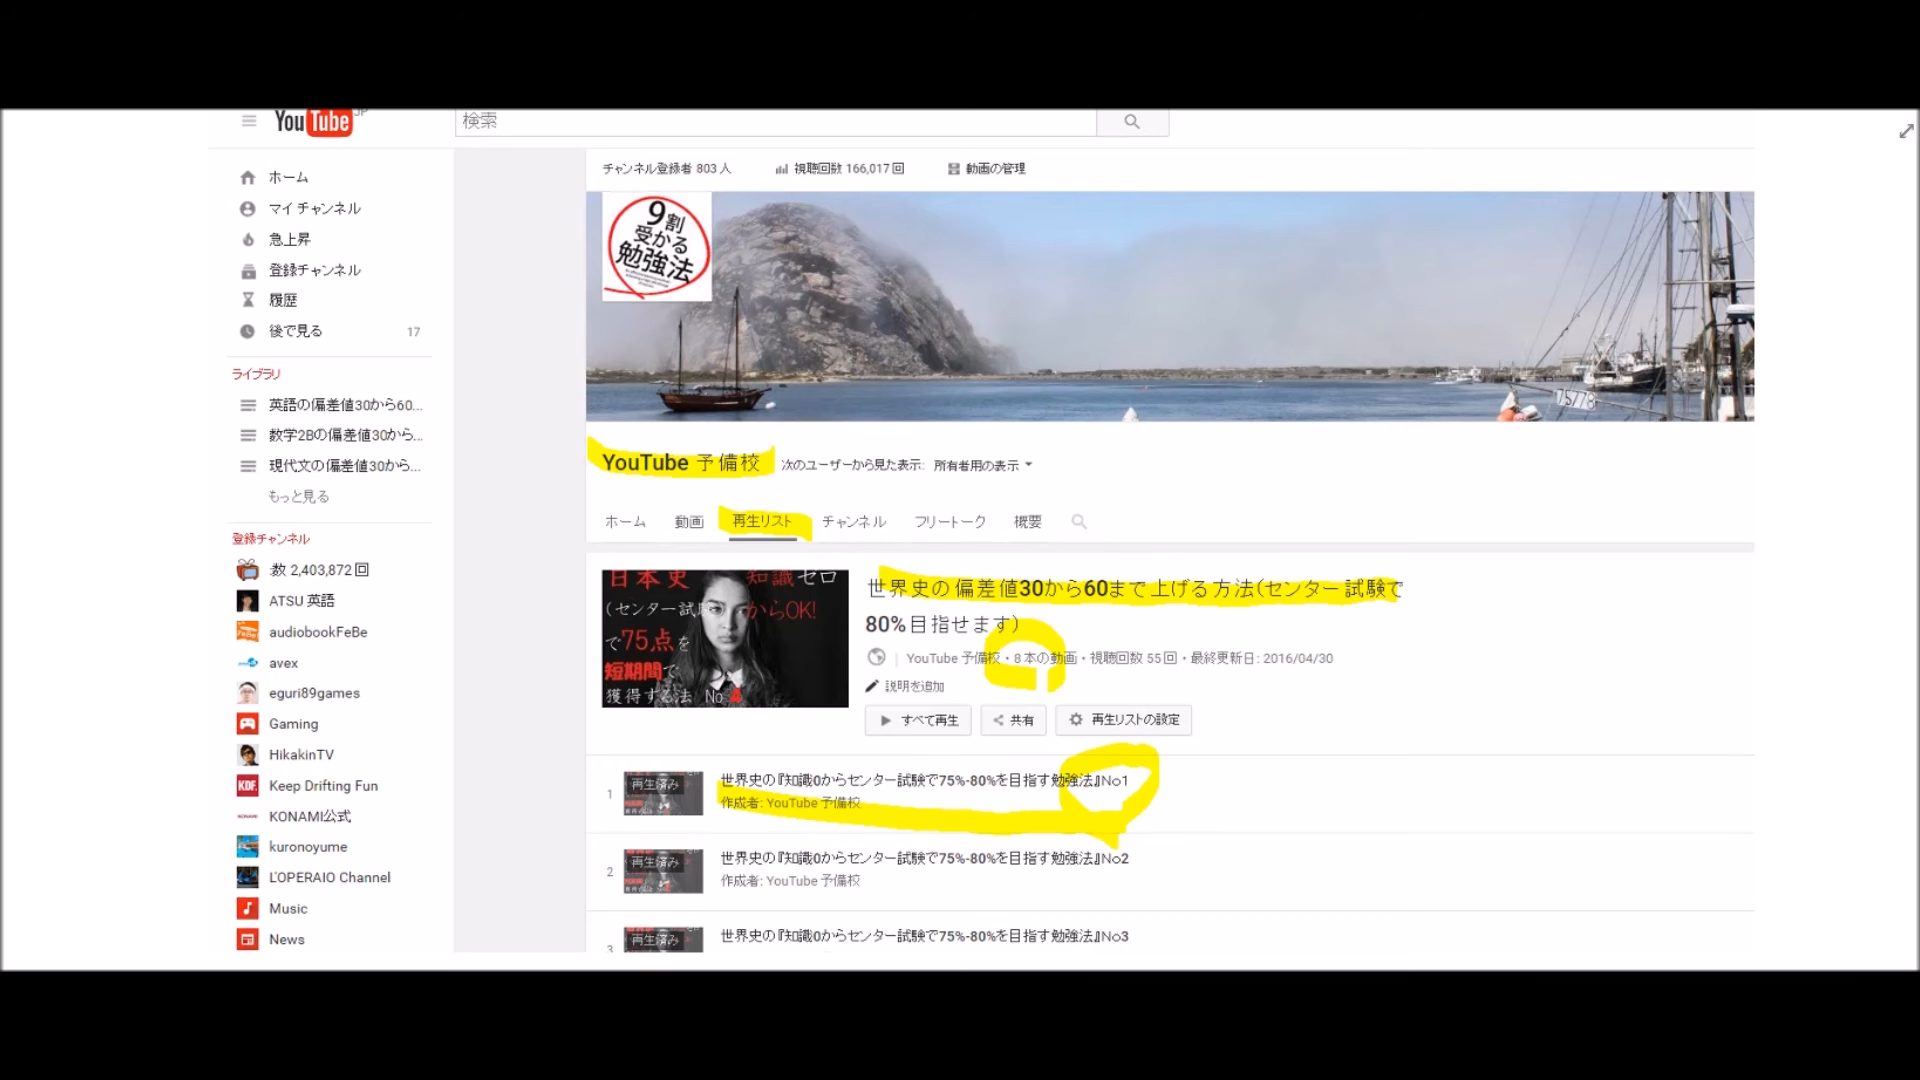 YouTube JP
検索
ホーム
マイ チャンネル
急上昇
登録チャンネル
履歴
後で見る 17
ライブラリ
英語の偏差値30から60...
数学2Bの偏差値30から...
現代文の偏差値30から...
もっと見る
登録チャンネル
数 2,403,872 回
ATSU 英語
audiobookFeBe
avex
eguri89games
Gaming
HikakinTV
KDF. Keep Drifting Fun
KONAMI公式
kuronoyume
L'OPERAIO Channel
Music
News
チャンネル登録者 803 人 視聴回数 166,017 回 動画の管理
9割
受かる
勉強法
75778
YouTube 予備校 次のユーザーから見た表示: 所有者用の表示
ホーム 動画 再生リスト チャンネル フリートーク 概要
日本史 知識ゼロ
(センター試験 からOK!
で75点を
短期間で
獲得する法 No 4
世界史の偏差値30から60まで上げる方法(センター試験で
80%目指せます)
YouTube 予備校・8 本の動画・視聴回数 55 回・最終更新日: 2016/04/30
説明を追加
すべて再生 共有 再生リストの設定
1 再生済み 世界史の『知識0からセンター試験で75%-80%を目指す勉強法』No1
作成者: YouTube 予備校
2 再生済み 世界史の『知識0からセンター試験で75%-80%を目指す勉強法』No2
作成者: YouTube 予備校
3 再生済み 世界史の『知識0からセンター試験で75%-80%を目指す勉強法』No3